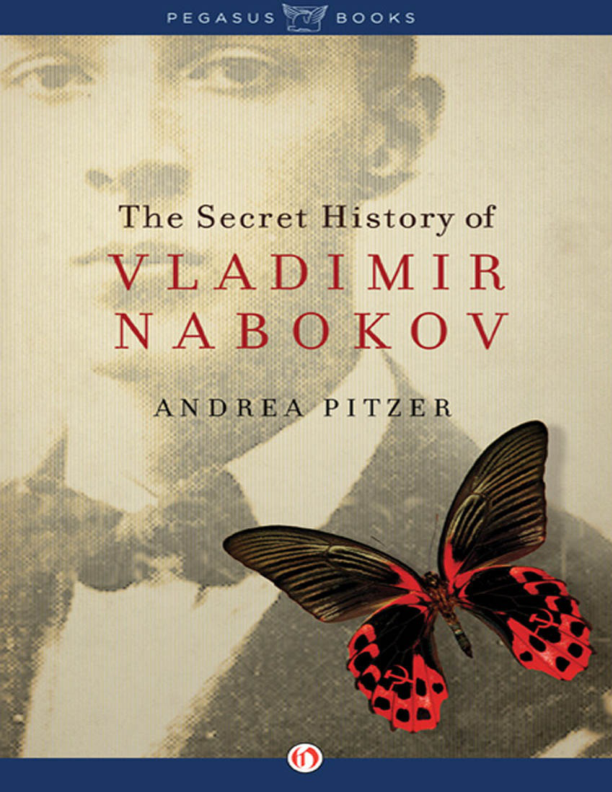 PEGASUS BOOKS
The Secret History of
VLADIMIR
NABOKOV
ANDREA PITZER